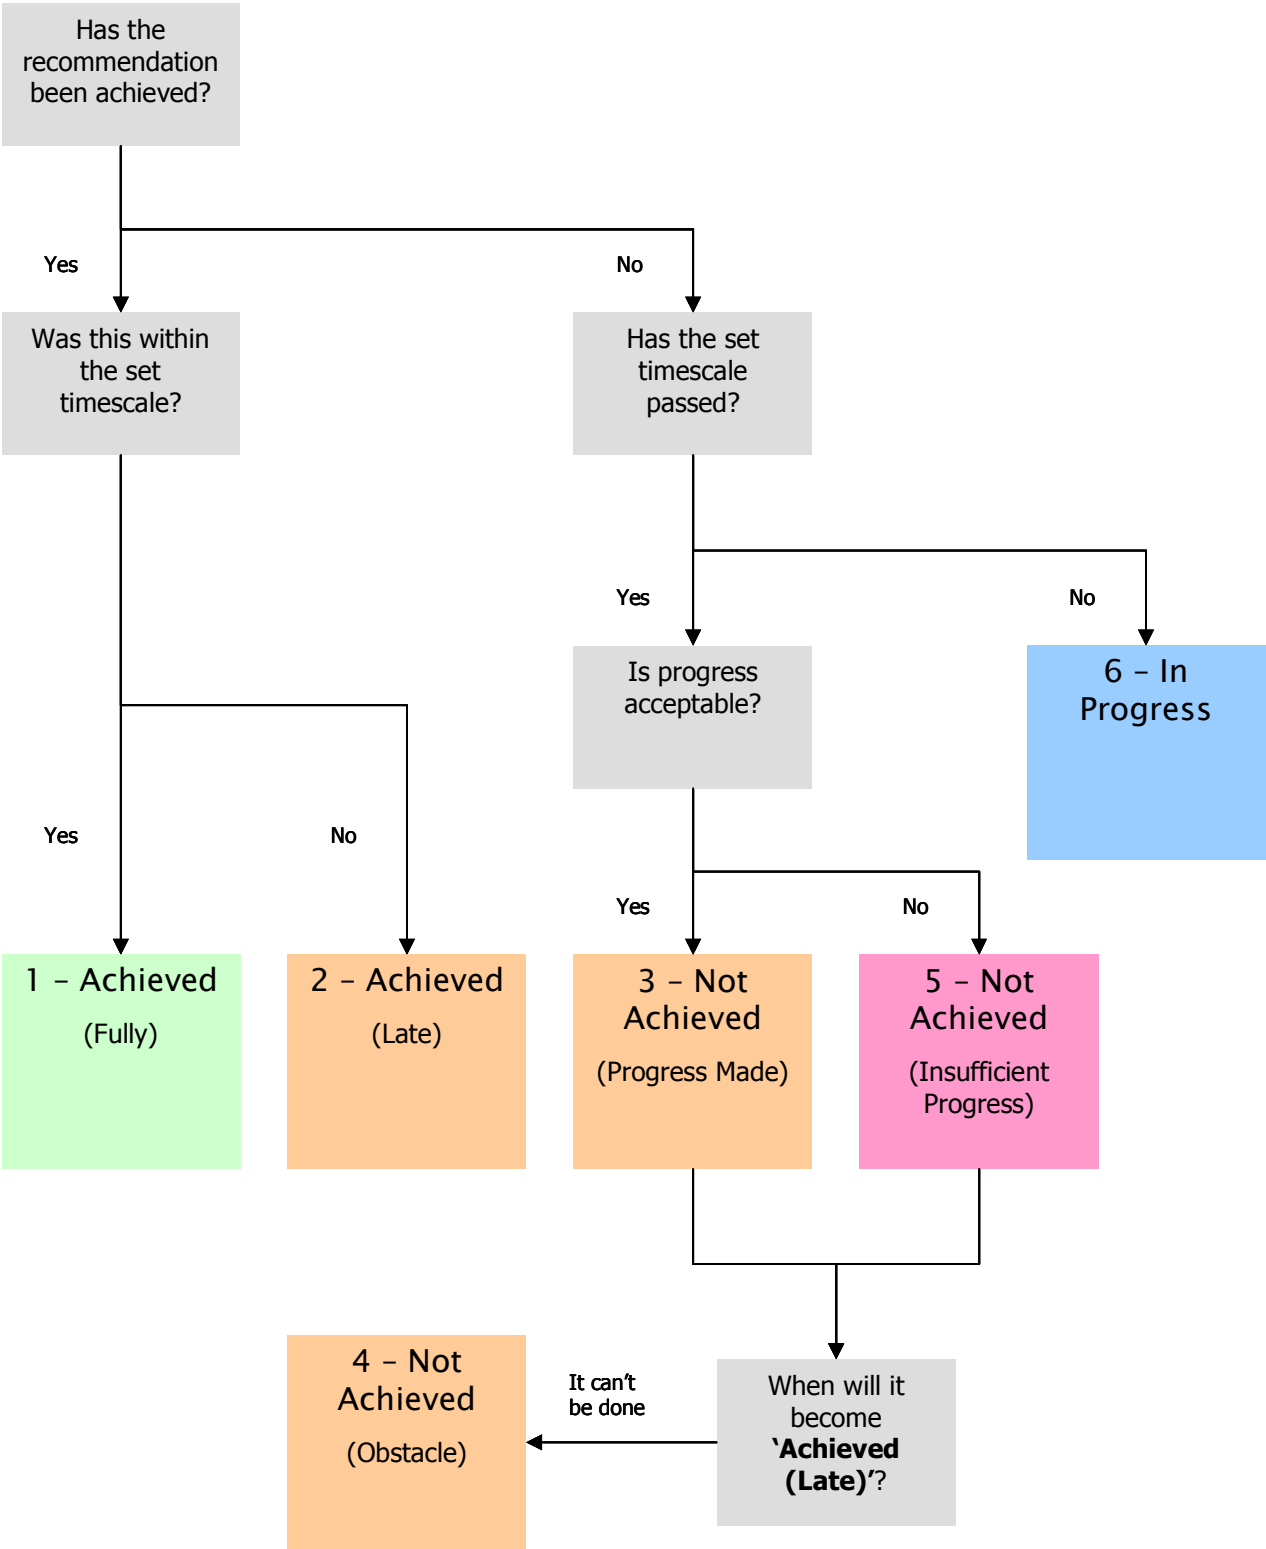 Has the
recommendation
been achieved?
Yes
No
Was this within
the set
timescale?
Has the set
timescale
passed?
Yes
No
Is progress
acceptable?
6 – In
Progress
Yes
No
Yes
No
1 – Achieved
(Fully)
2 – Achieved
(Late)
3 – Not
Achieved
(Progress Made)
5 – Not
Achieved
(Insufficient
Progress)
4 – Not
Achieved
(Obstacle)
It can’t
be done
When will it
become
‘Achieved
(Late)’?